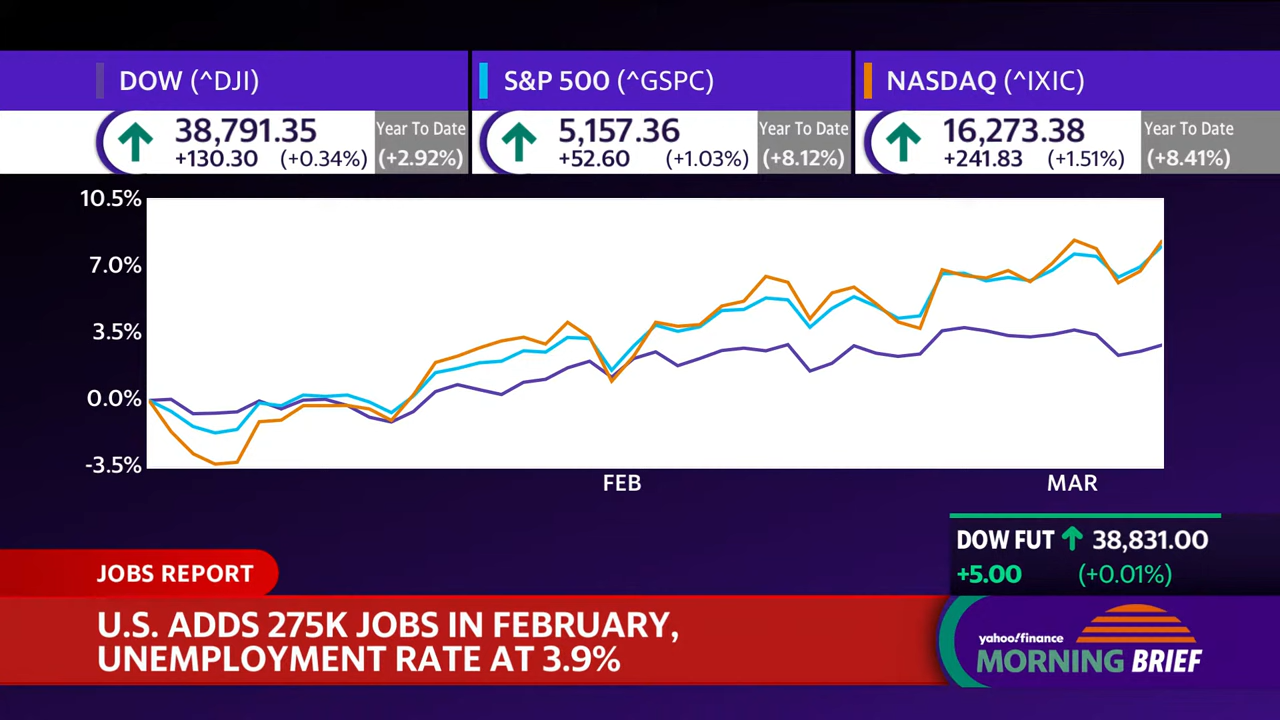 DOW (^DJI)
38,791.35
+130.30 (+0.34%)
Year To Date
(+2.92%)
S&P 500 (^GSPC)
5,157.36
+52.60 (+1.03%)
Year To Date
(+8.12%)
NASDAQ (^IXIC)
16,273.38
+241.83 (+1.51%)
Year To Date
(+8.41%)
10.5%
7.0%
3.5%
0.0%
-3.5%
FEB
MAR
DOW FUT 38,831.00
+5.00 (+0.01%)
JOBS REPORT
U.S. ADDS 275K JOBS IN FEBRUARY,
UNEMPLOYMENT RATE AT 3.9%
yahoo!finance
MORNING BRIEF